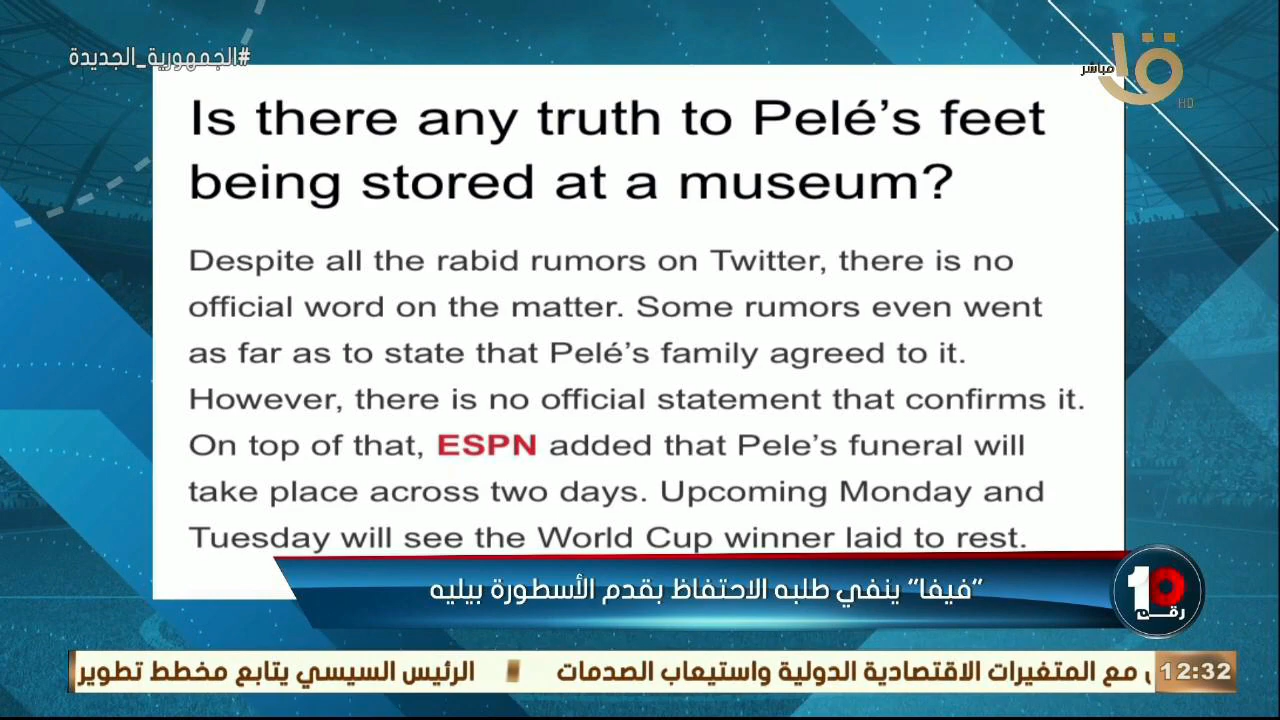 #الجمهورية_الجديدة
مباشر
HD
Is there any truth to Pelé’s feet
being stored at a museum?
Despite all the rabid rumors on Twitter, there is no
official word on the matter. Some rumors even went
as far as to state that Pelé’s family agreed to it.
However, there is no official statement that confirms it.
On top of that, ESPN added that Pele’s funeral will
take place across two days. Upcoming Monday and
Tuesday will see the World Cup winner laid to rest.
“فيفا” ينفي طلبه الاحتفاظ بقدم الأسطورة بيليه
رقم 10
مع المتغيرات الاقتصادية الدولية واستيعاب الصدمات الرئيس السيسي يتابع مخطط تطوير
12:32